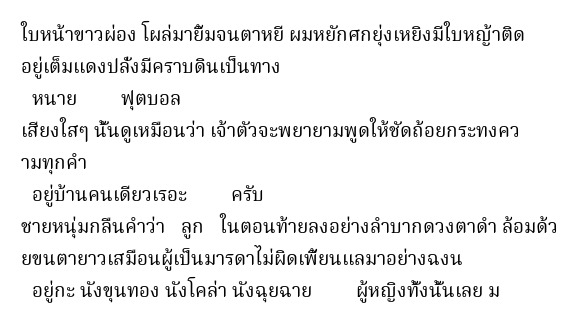 ใบหน้าขาวผ่อง โผล่มายิ้มจนตาหยี ผมหยักศกยุ่งเหยิงมีใบหญ้าติด
อยู่เต็มแดงปลั่งมีคราบดินเป็นทาง
หนาย ฟุตบอล
เสียงใสๆ นั้นดูเหมือนว่า เจ้าตัวจะพยายามพูดให้ชัดถ้อยกระทงคว
ามทุกคำ
อยู่บ้านคนเดียวเรอะ ครับ
ชายหนุ่มกลืนคำว่า ลูก ในตอนท้ายลงอย่างลำบากดวงตาดำ ล้อมด้ว
ยขนตายาวเสมือนผู้เป็นมารดาไม่ผิดเพี้ยนแลมาอย่างฉงน
อยู่กะ นังขุนทอง นังโคล่า นังฉุยฉาย ผู้หญิงทั้งนั้นเลย ม